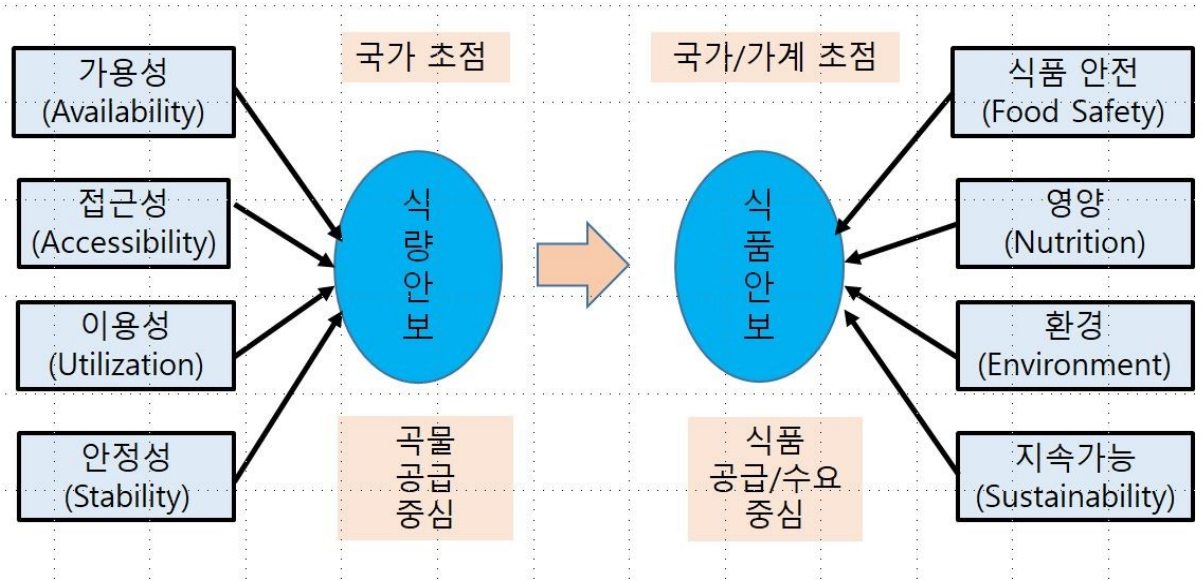 국가 초점
국가/가계 초점
가용성
(Availability)
접근성
(Accessibility)
이용성
(Utilization)
안정성
(Stability)
식
량
안
보
곡물
공급
중심
식
품
안
보
식품
공급/수요
중심
식품 안전
(Food Safety)
영양
(Nutrition)
환경
(Environment)
지속가능
(Sustainability)